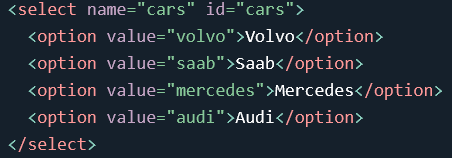 <select name="cars" id="cars">
  <option value="volvo">Volvo</option>
  <option value="saab">Saab</option>
  <option value="mercedes">Mercedes</option>
  <option value="audi">Audi</option>
</select>